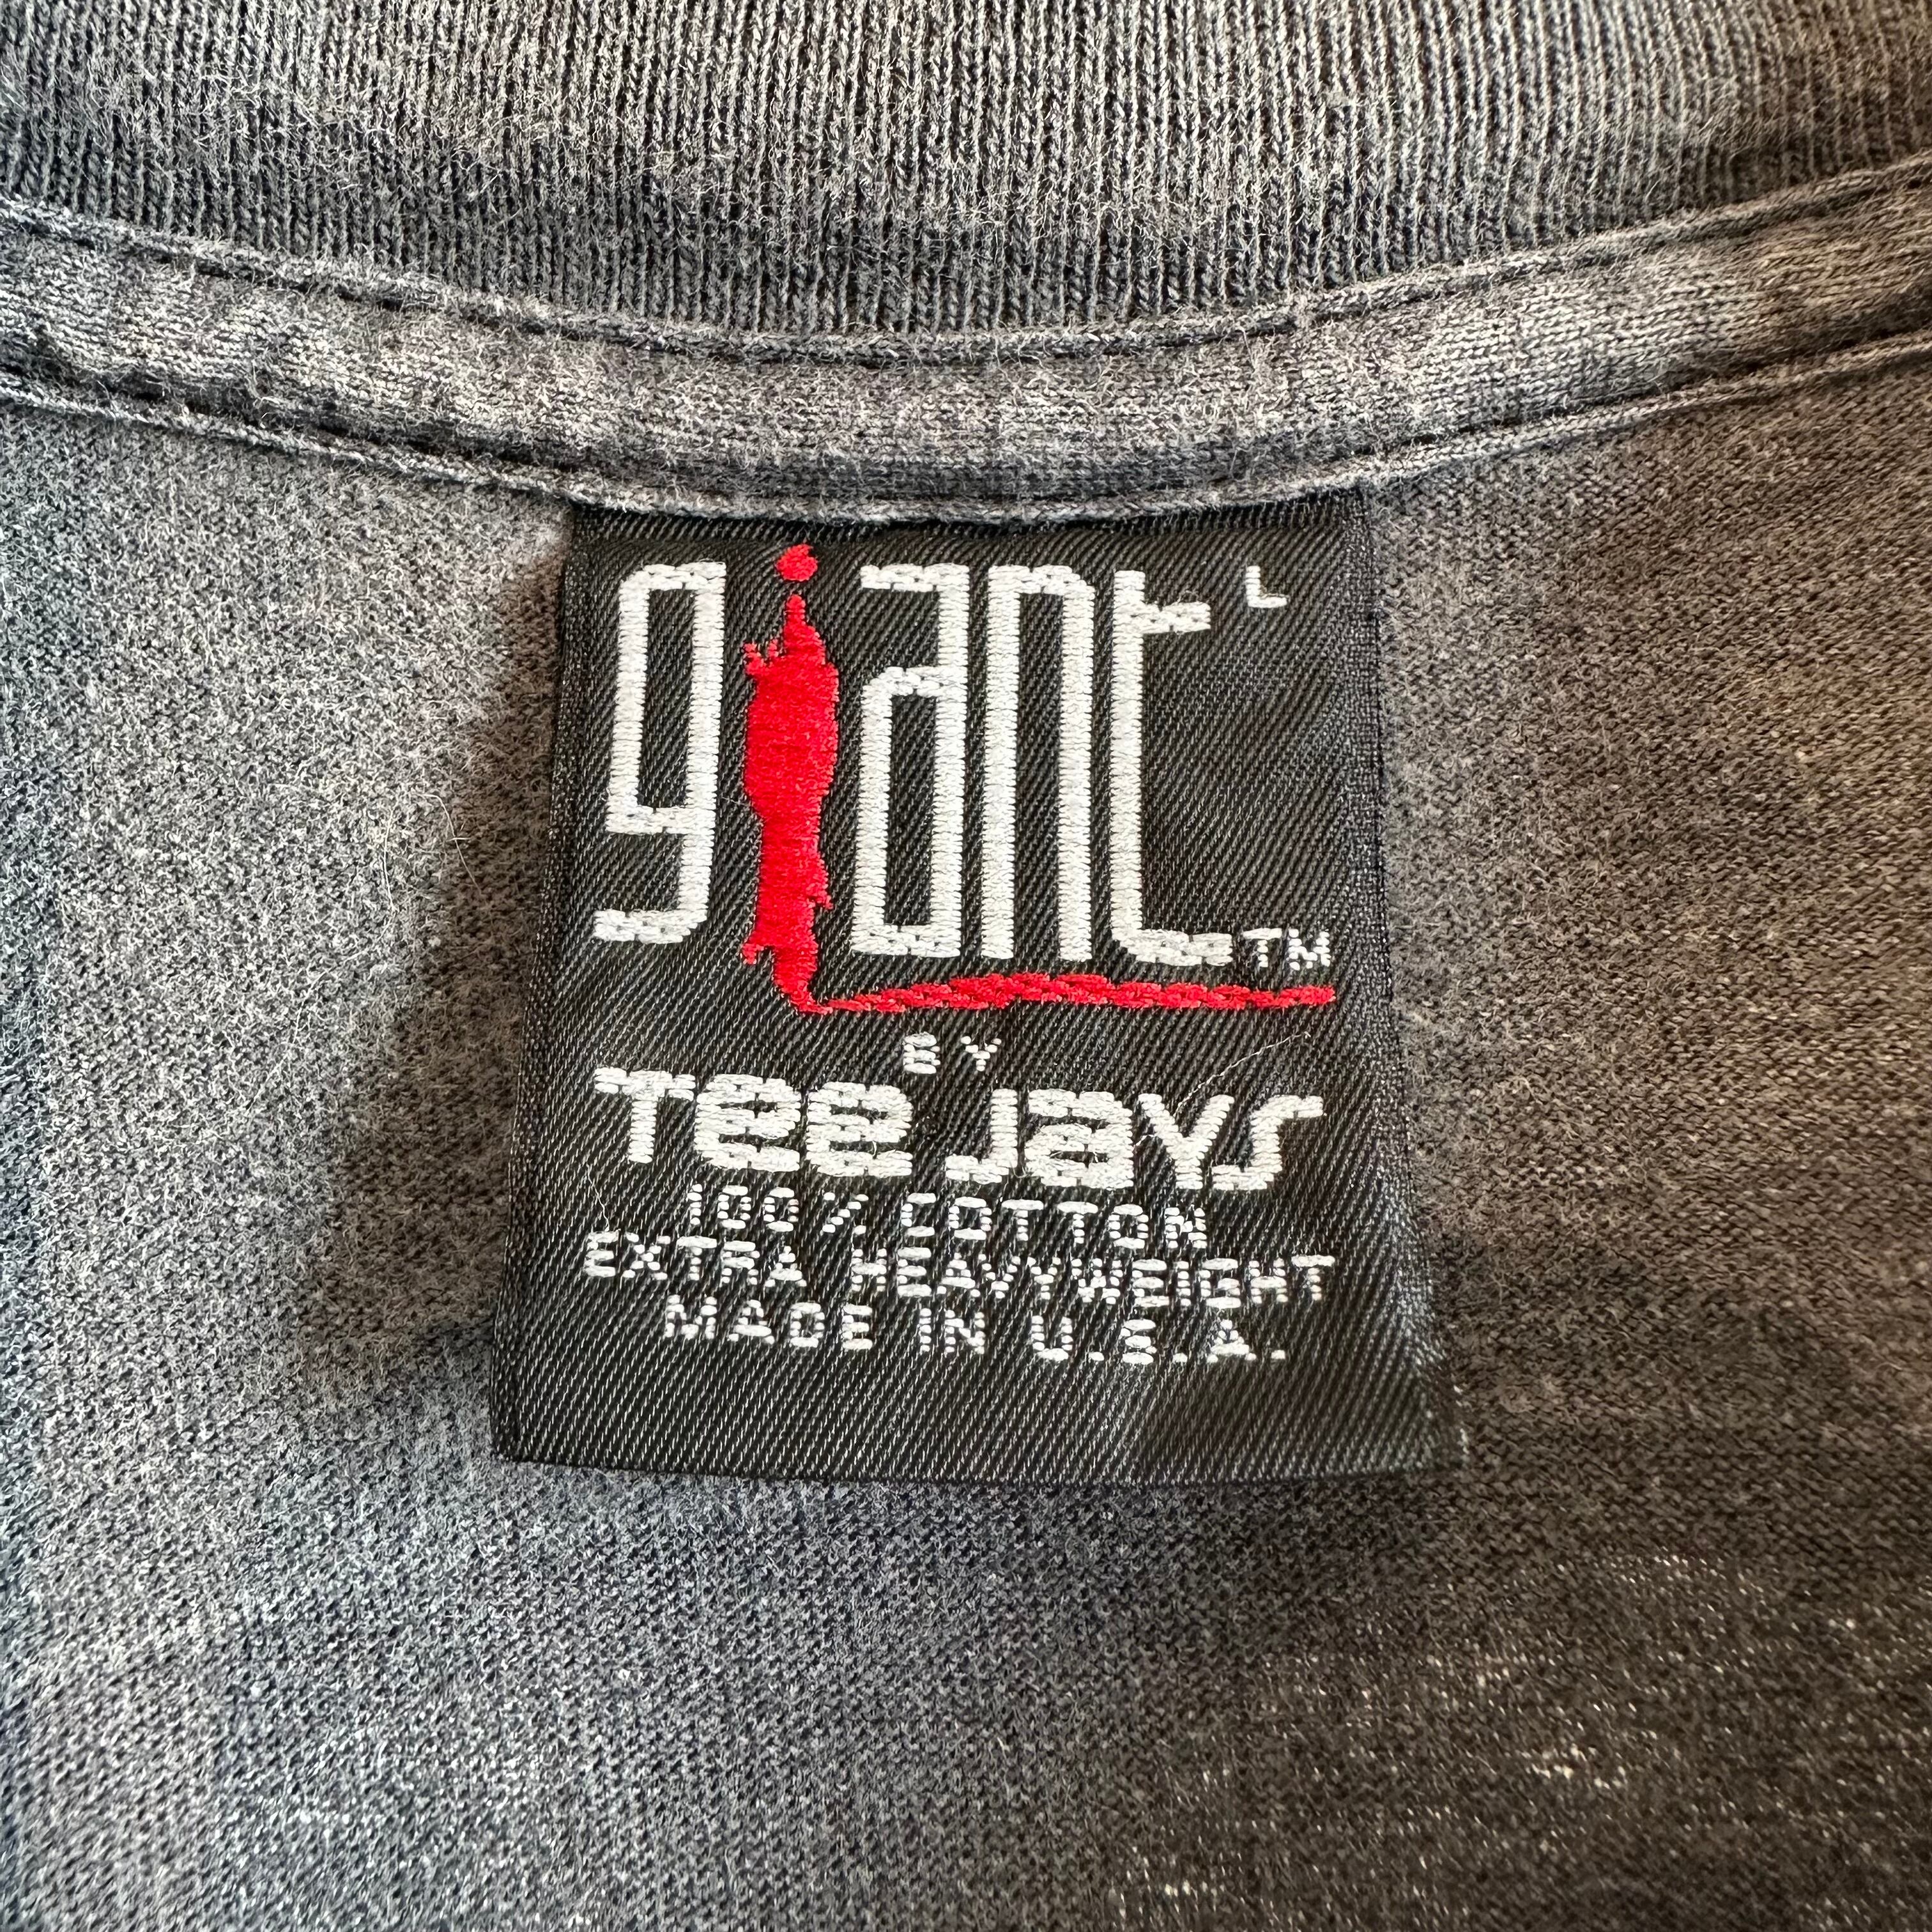 giant L
TM
BY
Tee Jays
100% COTTON
EXTRA HEAVYWEIGHT
MADE IN U.S.A.